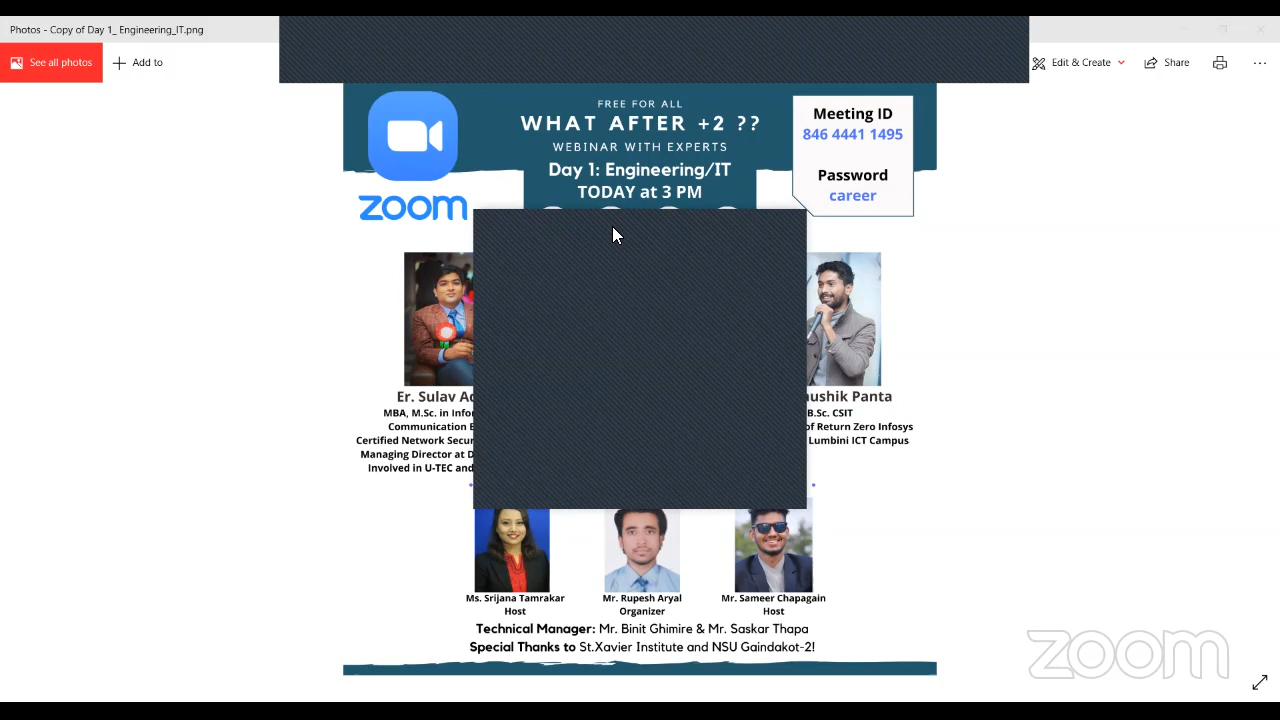 Photos - Copy of Day 1_ Engineering_IT.png
See all photos
Add to
Edit & Create
Share
FREE FOR ALL
WHAT AFTER +2 ??
WEBINAR WITH EXPERTS
Day 1: Engineering/IT
TODAY at 3 PM
zoom
Meeting ID
846 4441 1495
Password
career
Er. Sulav
MBA, M.Sc. in
Communication
Certified Network
Managing Director at
Involved in U-TEC and
Panta
B.Sc. CSIT
of Return Zero Infosys
Lumbini ICT Campus
Ms. Srijana Tamrakar
Host
Mr. Rupesh Aryal
Organizer
Mr. Sameer Chapagain
Host
Technical Manager: Mr. Binit Ghimire & Mr. Saskar Thapa
Special Thanks to St.Xavier Institute and NSU Gaindakot-2!
zoom